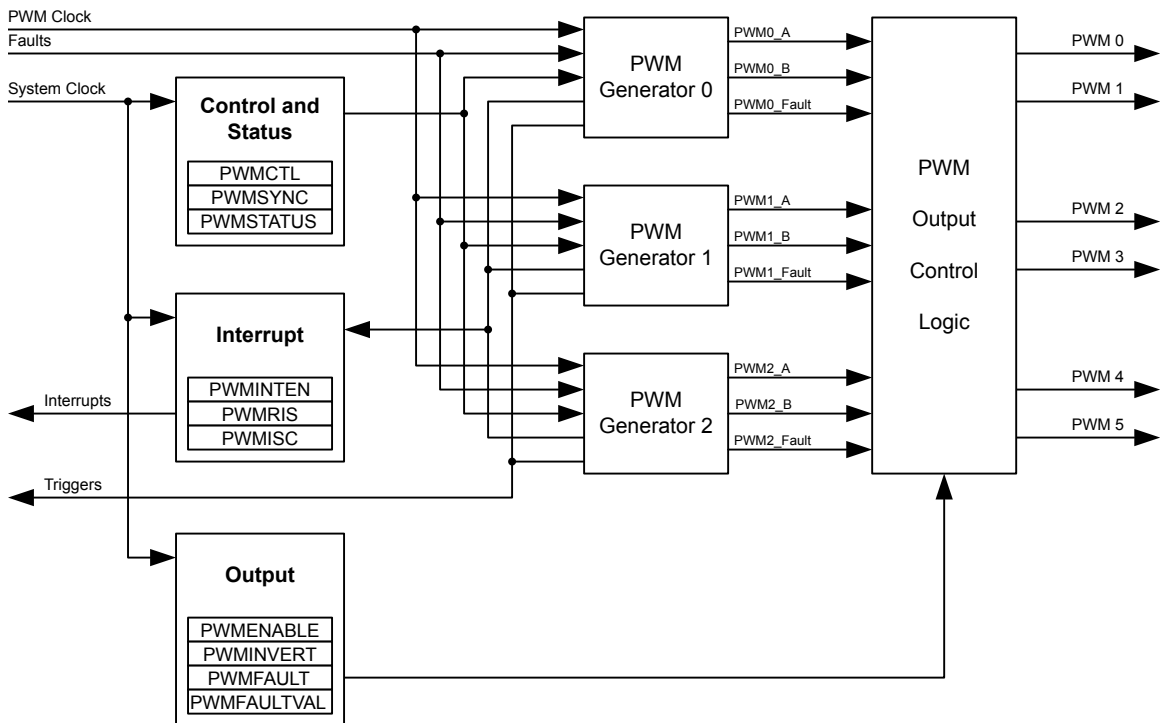 PWM Clock
Faults
System Clock
Control and
Status
PWMCTL
PWMSYNC
PWMSTATUS
Interrupt
PWMINTEN
PWMRIS
PWMISC
Interrupts
Triggers
Output
PWMENABLE
PWMINVERT
PWMFAULT
PWMFAULTVAL
PWM
Generator 0
PWM0_A
PWM0_B
PWM0_Fault
PWM
Generator 1
PWM1_A
PWM1_B
PWM1_Fault
PWM
Generator 2
PWM2_A
PWM2_B
PWM2_Fault
PWM
Output
Control
Logic
PWM 0
PWM 1
PWM 2
PWM 3
PWM 4
PWM 5